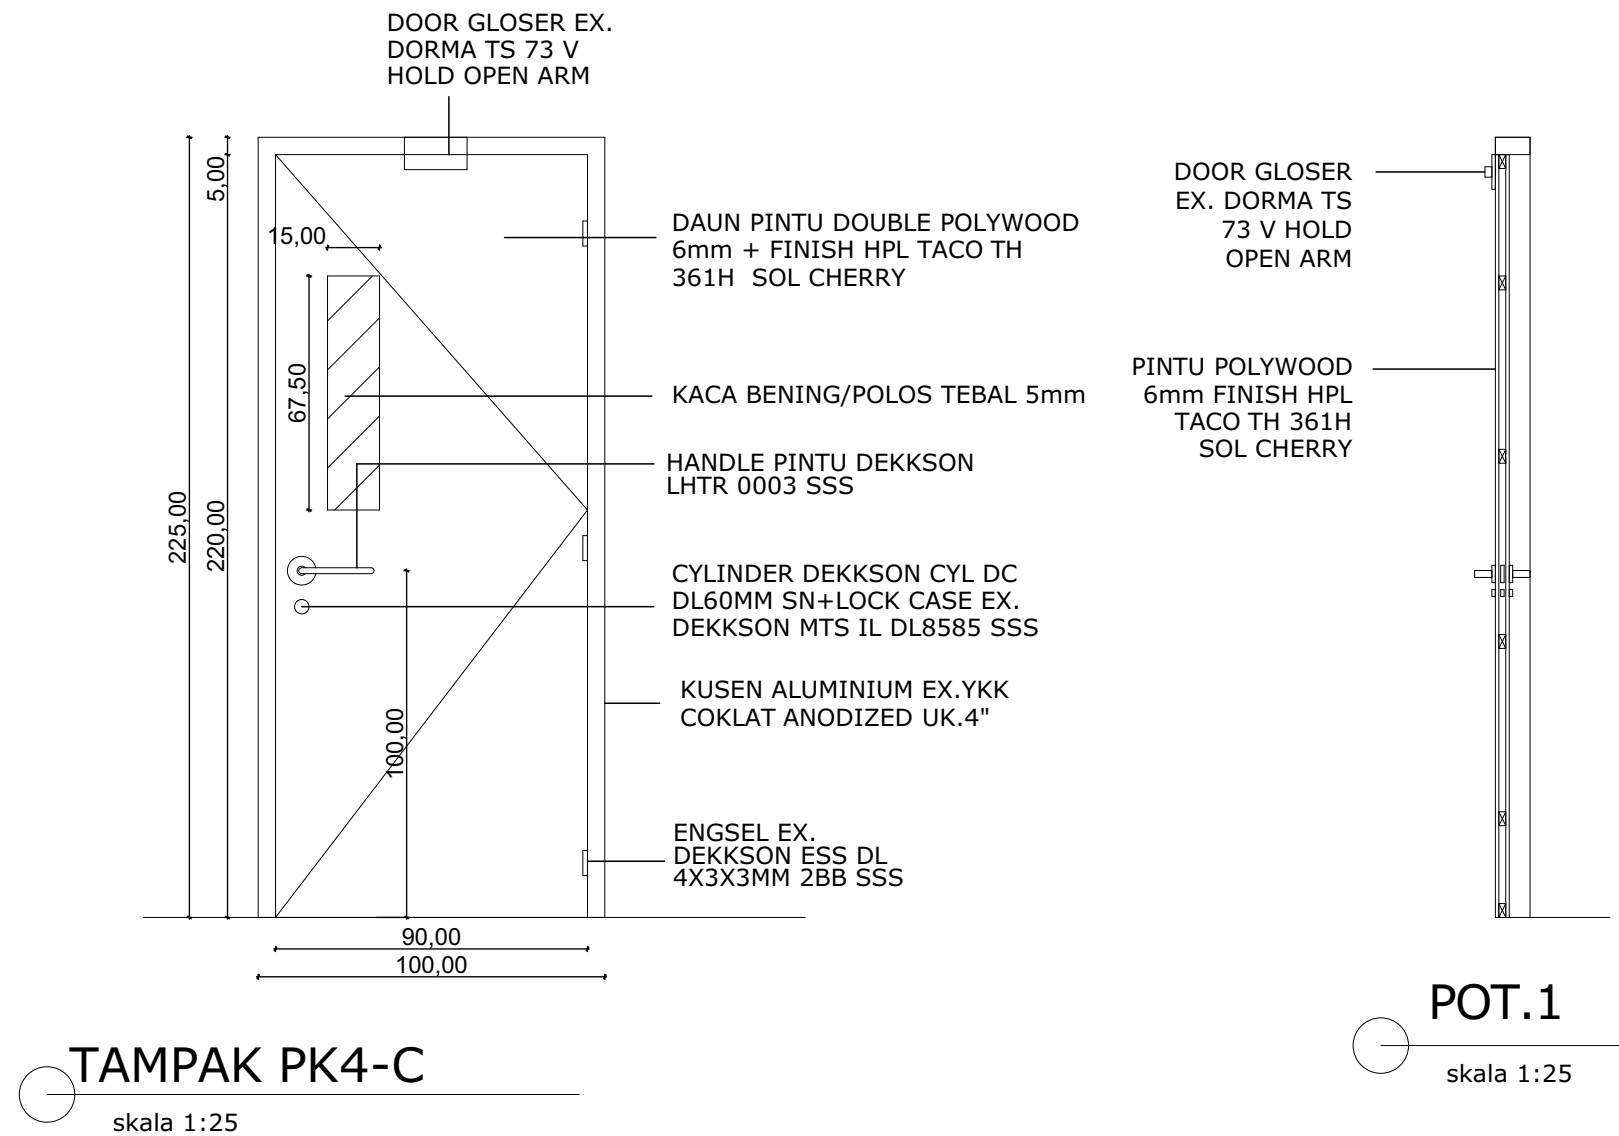 DOOR GLOSER EX.
DORMA TS 73 V
HOLD OPEN ARM
5,00
15,00
67,50
225,00
220,00
100,00
90,00
100,00
DAUN PINTU DOUBLE POLYWOOD
6mm + FINISH HPL TACO TH
361H SOL CHERRY
KACA BENING/POLOS TEBAL 5mm
HANDLE PINTU DEKKSON
LHTR 0003 SSS
CYLINDER DEKKSON CYL DC
DL60MM SN+LOCK CASE EX.
DEKKSON MTS IL DL8585 SSS
KUSEN ALUMINIUM EX.YKK
COKLAT ANODIZED UK.4"
ENGSEL EX.
DEKKSON ESS DL
4X3X3MM 2BB SSS
TAMPAK PK4-C
skala 1:25
DOOR GLOSER
EX. DORMA TS
73 V HOLD
OPEN ARM
PINTU POLYWOOD
6mm FINISH HPL
TACO TH 361H
SOL CHERRY
POT.1
skala 1:25